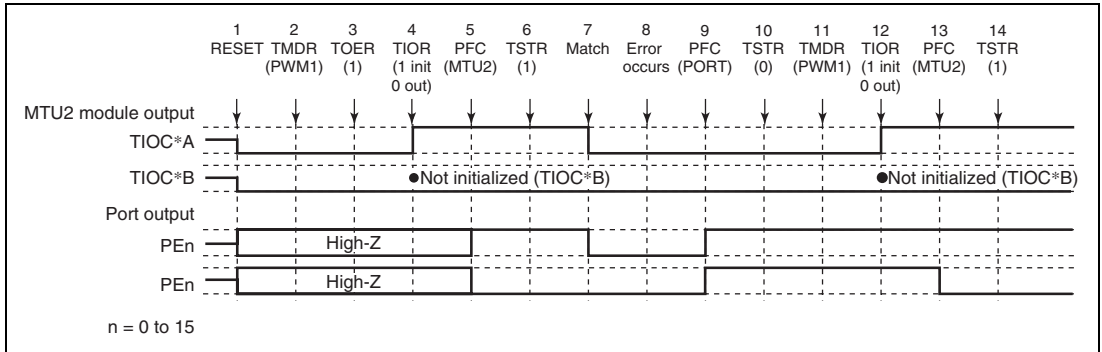 1 2 3 4 5 6 7 8 9 10 11 12 13 14
RESET TMDR TOER TIOR PFC TSTR Match Error PFC TSTR TMDR TIOR PFC TSTR
(PWM1) (1) (1 init (MTU2) (1) occurs (PORT) (0) (PWM1) (1 init (MTU2) (1)
0 out) 0 out)
MTU2 module output
TIOC*A
TIOC*B ●Not initialized (TIOC*B) ●Not initialized (TIOC*B)
Port output
PEn High-Z
PEn High-Z
n = 0 to 15